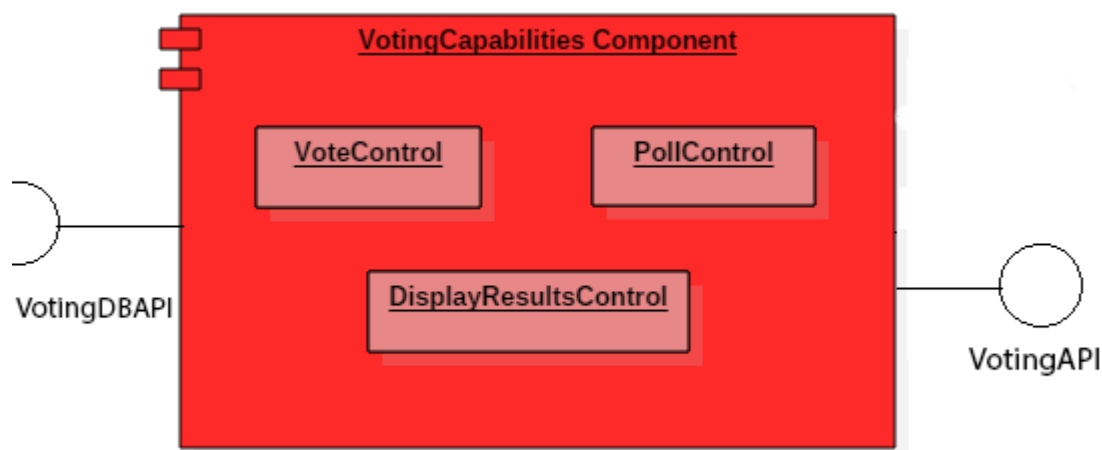 VotingCapabilities Component
VoteControl
PollControl
DisplayResultsControl
VotingDBAPI
VotingAPI